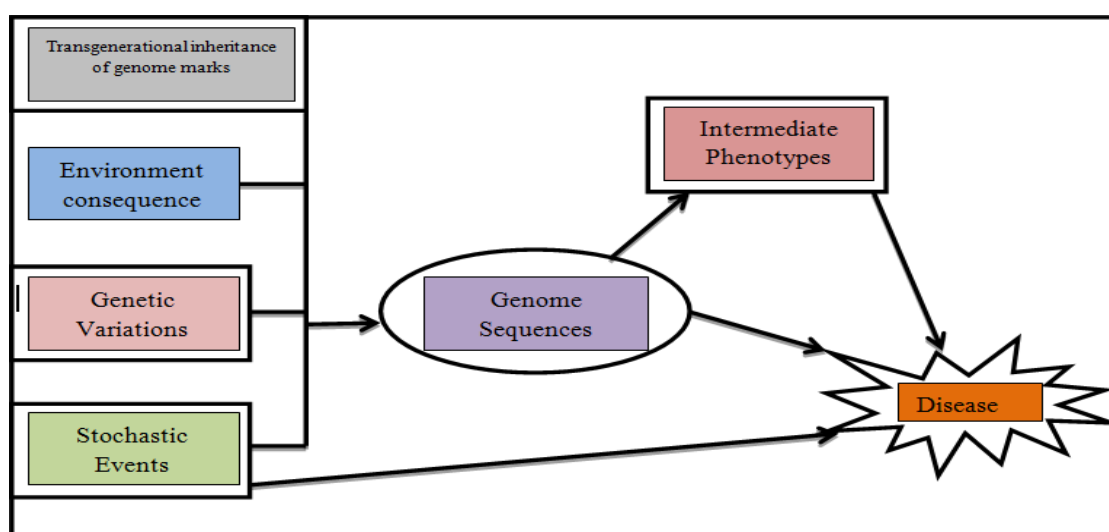 Transgenerational inheritance
of genome marks
Environment
consequence
Genetic
Variations
Stochastic
Events
Genome
Sequences
Intermediate
Phenotypes
Disease